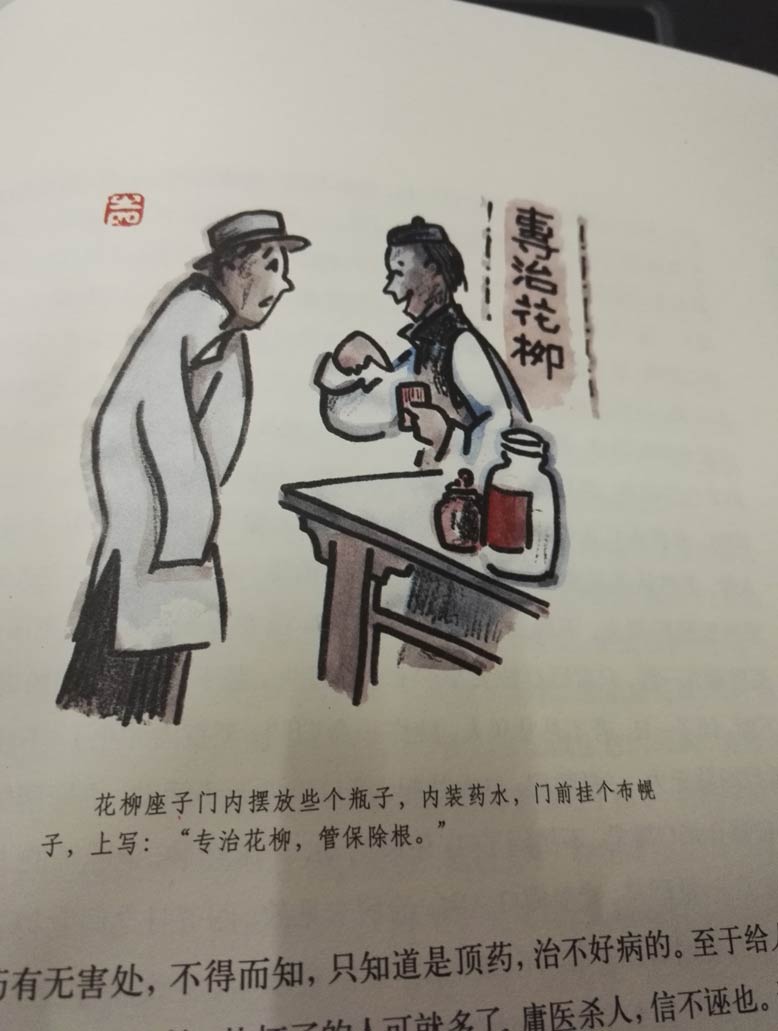 專治花柳
花柳座子门内摆放些个瓶子，内装药水，门前挂个布幌
子，上写：“专治花柳，管保除根。”
有无害处，不得而知，只知道是顶药，治不好病的。至于给
的人可就多了。庸医杀人，信不诬也。